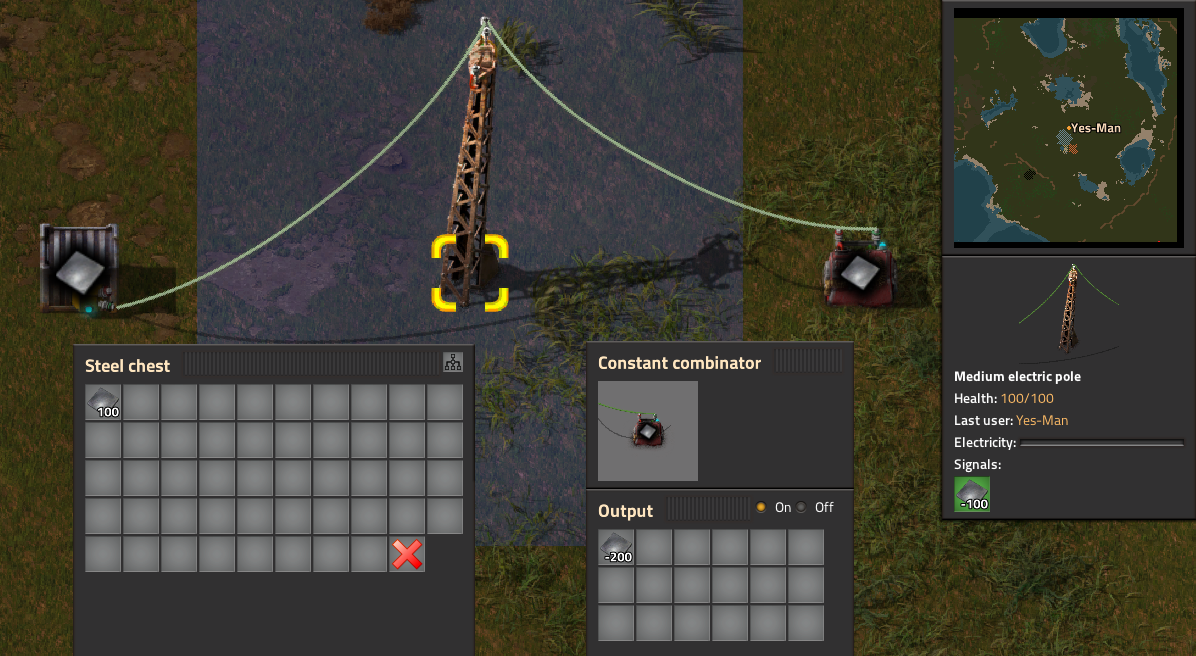 Yes-Man
Steel chest
100
Constant combinator
Output
On
Off
-200
Medium electric pole
Health: 100/100
Last user: Yes-Man
Electricity:
Signals:
-100